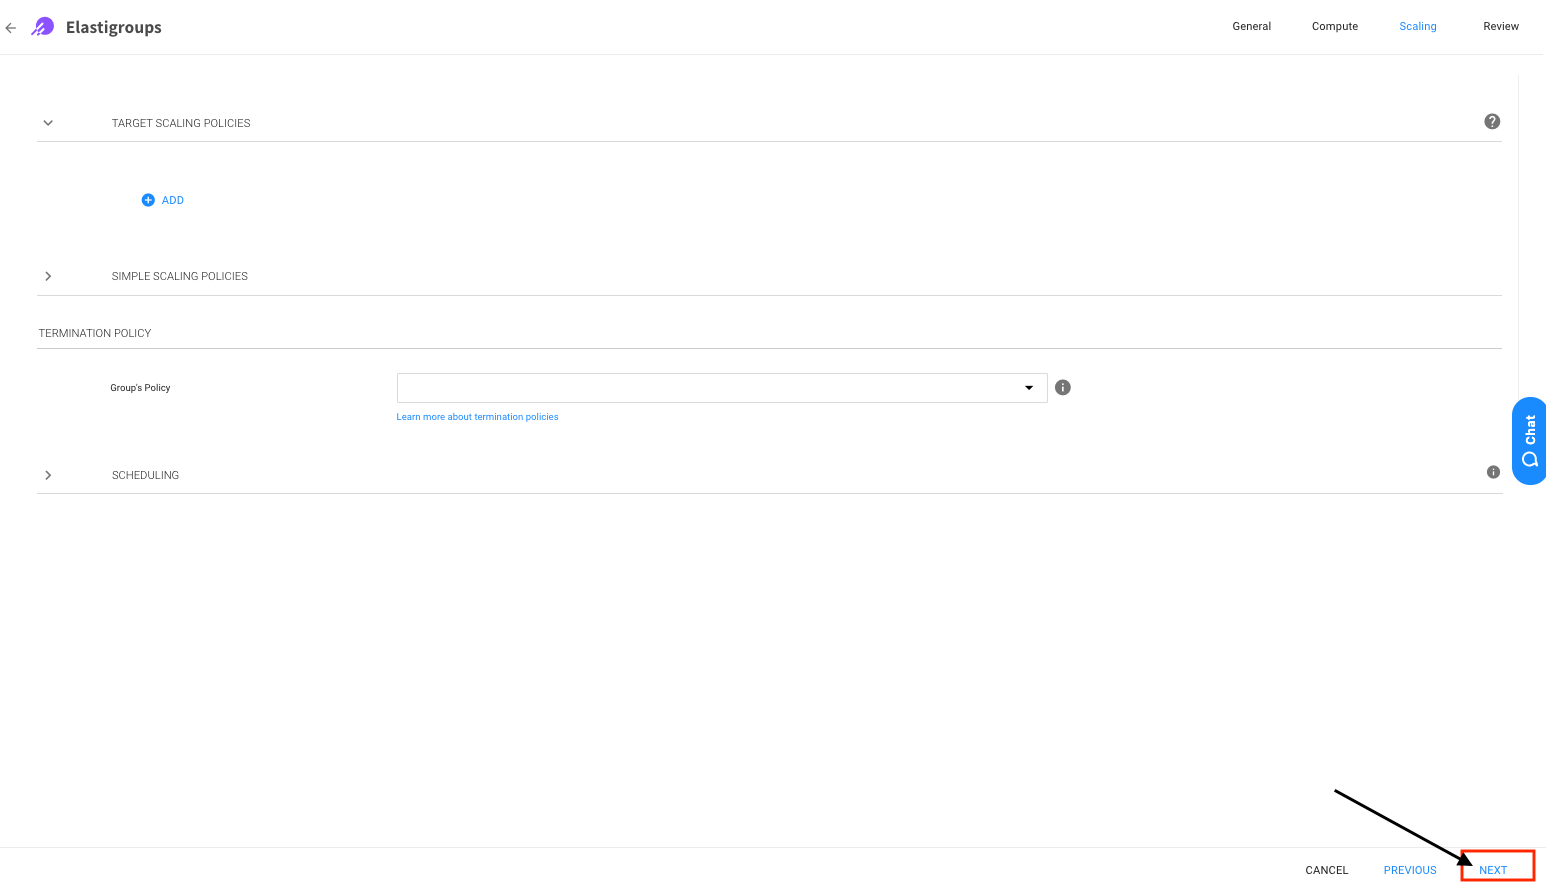 Elastigroups
General Compute Scaling Review
TARGET SCALING POLICIES
ADD
SIMPLE SCALING POLICIES
TERMINATION POLICY
Group's Policy
Learn more about termination policies
Chat
SCHEDULING
CANCEL PREVIOUS NEXT